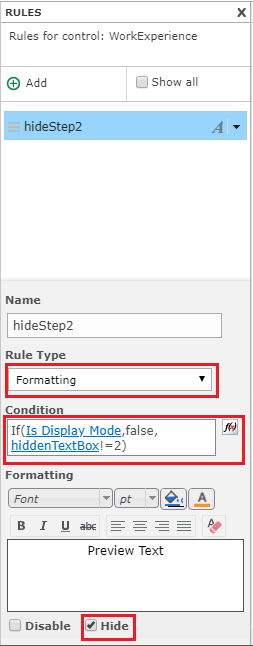 RULES X
Rules for control: WorkExperience
Add Show all
hideStep2 A
Name
hideStep2
Rule Type
Formatting
Condition
If(Is Display Mode,false,
hiddenTextBox!=2)
f(x)
Formatting
Font pt A
B I U abc
Preview Text
Disable Hide